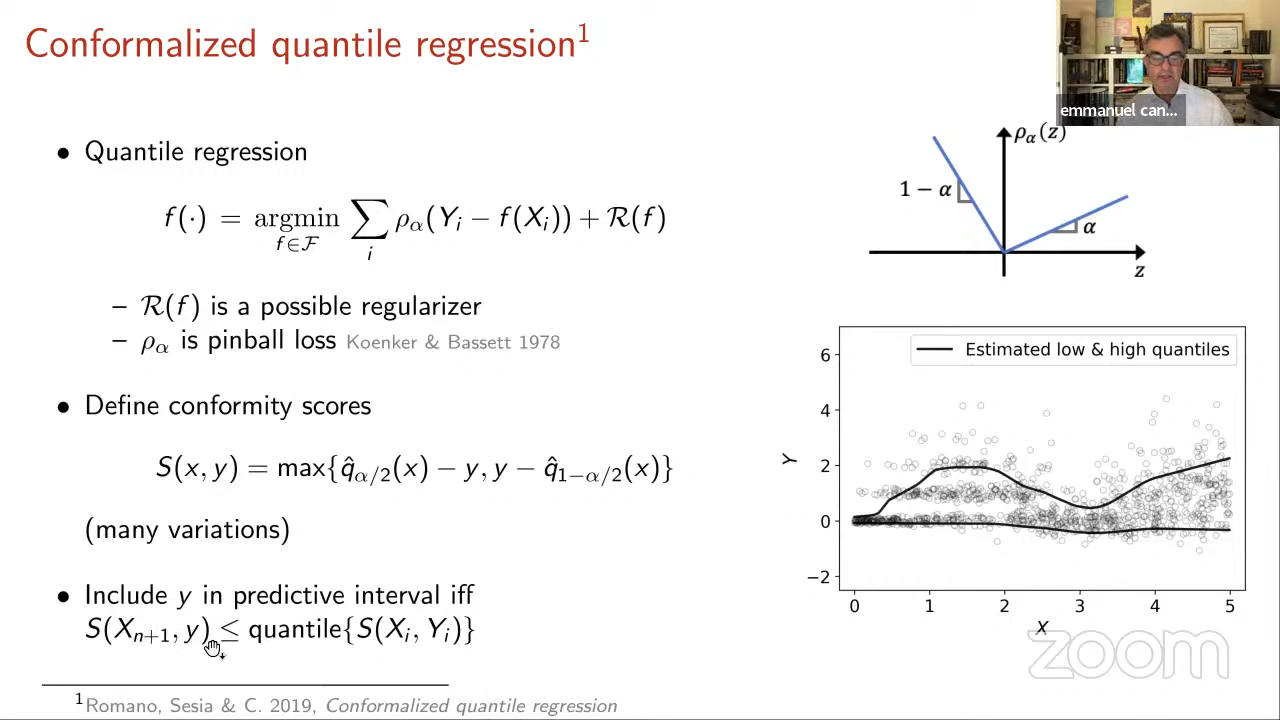 Conformalized quantile regression¹
emmanuel can...
• Quantile regression
f(·) = argmin_{f∈ℱ} ∑_i ρ_α(Y_i − f(X_i)) + ℛ(f)
– ℛ(f) is a possible regularizer
– ρ_α is pinball loss Koenker & Bassett 1978
• Define conformity scores
S(x, y) = max{q̂_{α/2}(x) − y, y − q̂_{1−α/2}(x)}
(many variations)
• Include y in predictive interval iff
S(X_{n+1}, y) ≤ quantile{S(X_i, Y_i)}
¹Romano, Sesia & C. 2019, Conformalized quantile regression
ρ_α(z)
1 − α
α
z
Estimated low & high quantiles
6
4
2
0
−2
Y
0 1 2 3 4 5
X
zoom